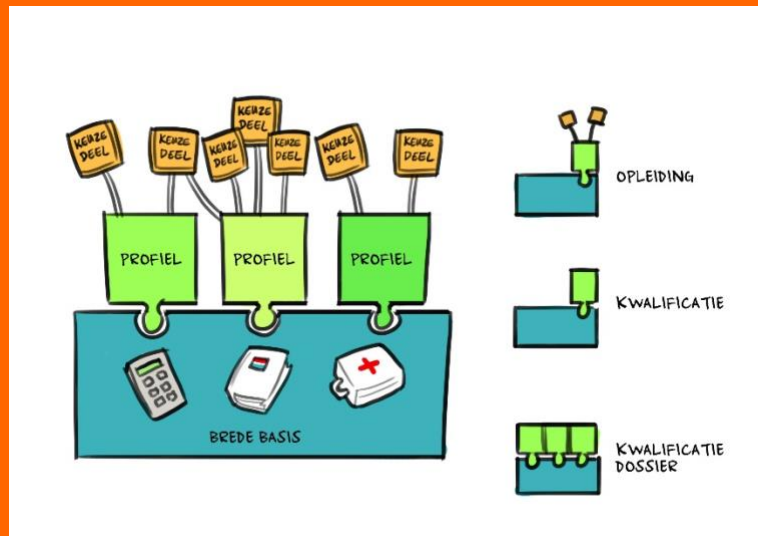 KEUZE
DEEL
KEUZE
DEEL
KEUZE
DEEL
KEUZE
DEEL
KEUZE
DEEL
KEUZE
DEEL
KEUZE
DEEL
PROFIEL
PROFIEL
PROFIEL
BREDE BASIS
OPLEIDING
KWALIFICATIE
KWALIFICATIE
DOSSIER